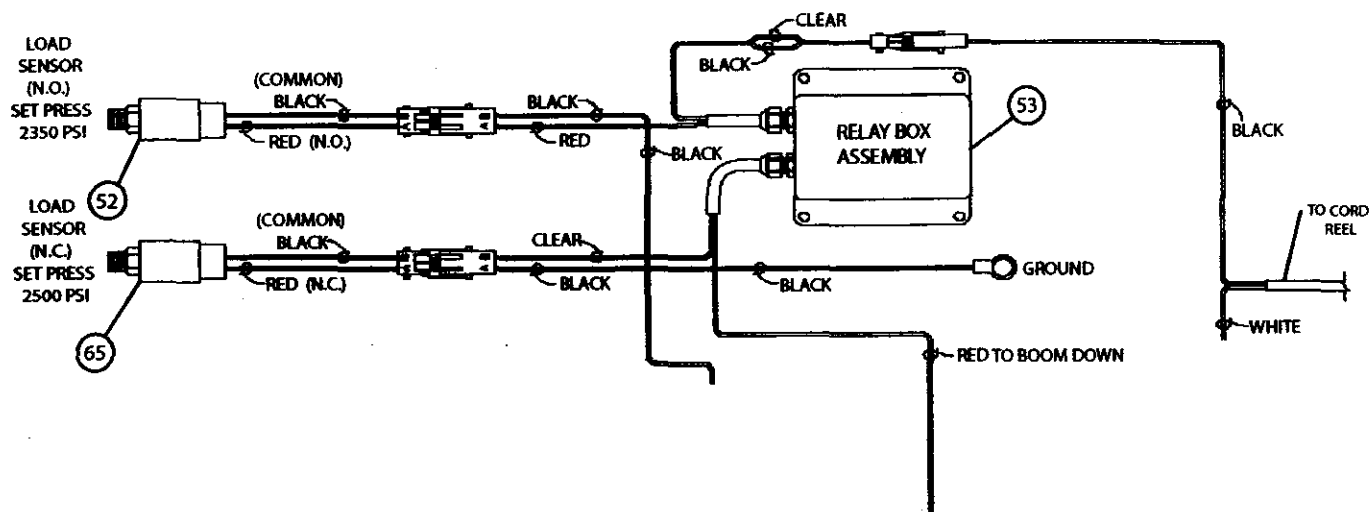 CLEAR
BLACK
LOAD
SENSOR
(N.O.)
SET PRESS
2350 PSI
(COMMON)
BLACK
RED (N.O.)
B
A
B
A
BLACK
RED
BLACK
RELAY BOX
ASSEMBLY
53
BLACK
52
LOAD
SENSOR
(N.C.)
SET PRESS
2500 PSI
(COMMON)
BLACK
RED (N.C.)
B
A
B
A
CLEAR
BLACK
BLACK
GROUND
TO CORD
REEL
WHITE
65
RED TO BOOM DOWN